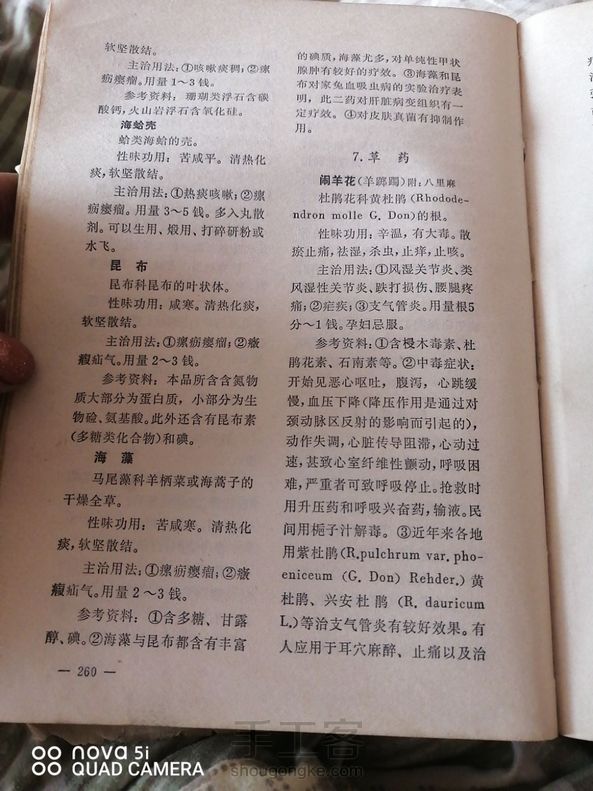 软坚散结。
主治用法：①咳嗽痰稠；②瘰
疬瘿瘤。用量1～3钱。
参考资料：珊瑚类浮石含碳
酸钙，火山岩浮石含氧化硅。
海蛤壳
蛤类海蛤的壳。
性味功用：苦咸平。清热化
痰，软坚散结。
主治用法：①热痰咳嗽；②瘰
疬瘿瘤。用量3～5钱。多入丸散
剂。可以生用、煅用、打碎研粉或
水飞。
昆布
昆布科昆布的叶状体。
性味功用：咸寒。清热化痰，
软坚散结。
主治用法：①瘰疬瘿瘤；②㿗
瘕疝气。用量2～3钱。
参考资料：本品所含含氮物
质大部分为蛋白质，小部分为生
物硷、氨基酸。此外还含有昆布素
(多糖类化合物)和碘。
海藻
马尾藻科羊栖菜或海蒿子的
干燥全草。
性味功用：苦咸寒。清热化
痰，软坚散结。
主治用法：①瘰疬瘿瘤；②㿗
瘕疝气。用量2～3钱。
参考资料：①含多糖、甘露
醇、碘。②海藻与昆布都含有丰富
— 260 —
的碘质，海藻尤多，对单纯性甲状
腺肿有较好的疗效。③海藻和昆
布对家兔血吸虫病的实验治疗表
明，此二药对肝脏病变组织有一
定疗效。④对皮肤真菌有抑制作
用。
7.草药
闹羊花(羊踯躅)附：八里麻
杜鹃花科黄杜鹃(Rhodode-
ndron molle G. Don)的根。
性味功用：辛温，有大毒。散
瘀止痛，祛湿，杀虫，止痒，止咳。
主治用法：①风湿关节炎、类
风湿性关节炎、跌打损伤、腰腿疼
痛；②疟疾；③支气管炎。用量根5
分～1钱。孕妇忌服。
参考资料：①含梫木毒素、杜
鹃花素、石南素等。②中毒症状：
开始见恶心呕吐，腹泻，心跳缓
慢，血压下降(降压作用是通过对
颈动脉区反射的影响而引起的)，
动作失调，心脏传导阻滞，心动过
速，甚致心室纤维性颤动，呼吸困
难，严重者可致呼吸停止。抢救时
用升压药和呼吸兴奋药，输液。民
间用梔子汁解毒。③近年来各地
用紫杜鹃(R.pulchrum var. pho-
eniceum (G. Don) Rehder.)黄
杜鹃、兴安杜鹃(R. dauricum
L.)等治支气管炎有较好效果。有
人应用于耳穴麻醉、止痛以及治
nova 5i
QUAD CAMERA
手工客
shougongke.com